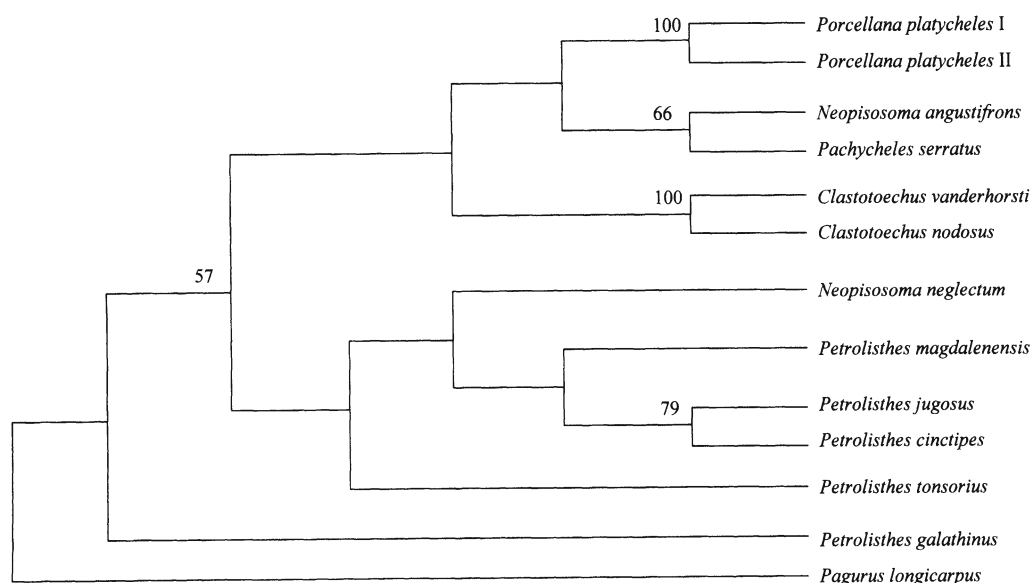 100
Porcellana platycheles I
Porcellana platycheles II
66
Neopisosoma angustifrons
Pachycheles serratus
100
Clastotoechus vanderhorsti
Clastotoechus nodosus
57
Neopisosoma neglectum
Petrolisthes magdalenensis
79
Petrolisthes jugosus
Petrolisthes cinctipes
Petrolisthes tonsorius
Petrolisthes galathinus
Pagurus longicarpus